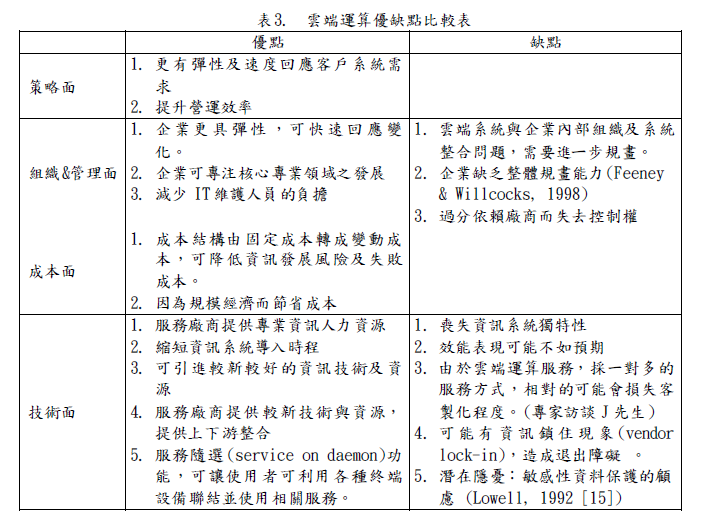 表3. 雲端運算優缺點比較表
優點
缺點
策略面
1. 更有彈性及速度回應客戶系統需
求
2. 提升營運效率
組織&管理面
1. 企業更具彈性，可快速回應變
化。
2. 企業可專注核心專業領域之發展
3. 減少 IT維護人員的負擔
1. 雲端系統與企業內部組織及系統
整合問題，需要進一步規畫。
2. 企業缺乏整體規畫能力(Feeney
& Willcocks, 1998)
3. 過分依賴廠商而失去控制權
成本面
1. 成本結構由固定成本轉成變動成
本，可降低資訊發展風險及失敗
成本。
2. 因為規模經濟而節省成本
技術面
1. 服務廠商提供專業資訊人力資源
2. 縮短資訊系統導入時程
3. 可引進較新較好的資訊技術及資
源
4. 服務廠商提供較新技術與資源，
提供上下游整合
5. 服務隨選(service on daemon)功
能，可讓使用者可利用各種終端
設備聯結並使用相關服務。
1. 喪失資訊系統獨特性
2. 效能表現可能不如預期
3. 由於雲端運算服務，採一對多的
服務方式，相對的可能會損失客
製化程度。(專家訪談J先生)
4. 可能有資訊鎖住現象(vendor
lock-in)，造成退出障礙 。
5. 潛在隱憂：敏感性資料保護的顧
慮 (Lowell, 1992 [15])